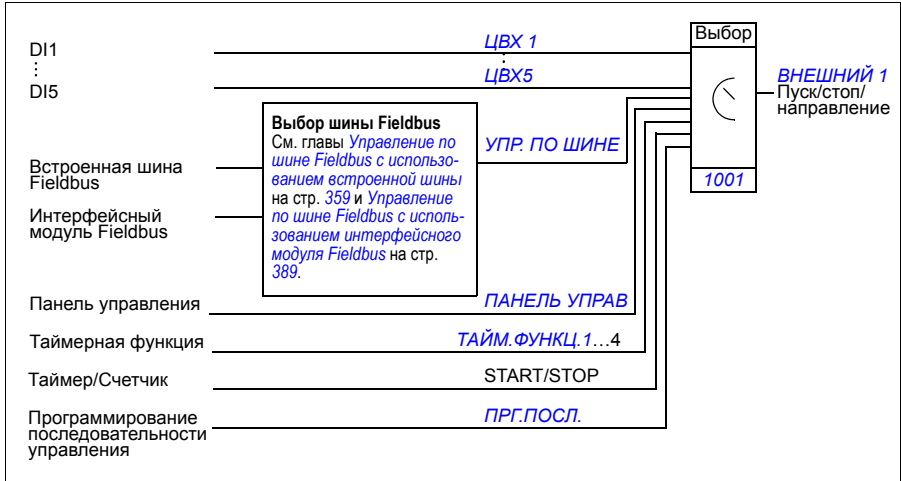 DI1
ЦВХ 1
Выбор
DI5
ЦВХ5
ВНЕШНИЙ 1
Пуск/стоп/
направление
Выбор шины Fieldbus
См. главы Управление по
шине Fieldbus с использо-
ванием встроенной шины
на стр. 359 и Управление
по шине Fieldbus с исполь-
зованием интерфейсного
модуля Fieldbus на стр.
389.
УПР. ПО ШИНЕ
1001
Встроенная шина
Fieldbus
Интерфейсный
модуль Fieldbus
Панель управления
ПАНЕЛЬ УПРАВ
Таймерная функция
ТАЙМ.ФУНКЦ.1...4
Таймер/Счетчик
START/STOP
Программирование
последовательности
управления
ПРГ.ПОСЛ.